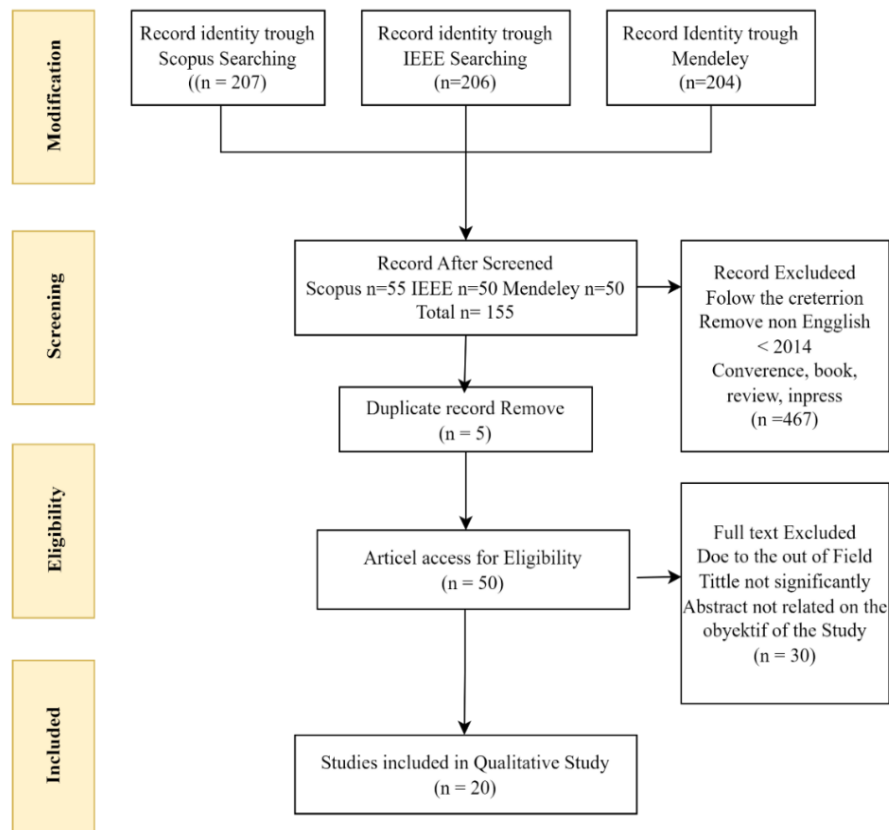 Modification
Record identity trough
Scopus Searching
((n = 207)
Record identity trough
IEEE Searching
(n=206)
Record Identity trough
Mendeley
(n=204)
Screening
Record After Screened
Scopus n=55 IEEE n=50 Mendeley n=50
Total n= 155
Record Excludeed
Folow the creterrion
Remove non Engglish
< 2014
Converence, book,
review, inpress
(n =467)
Duplicate record Remove
(n = 5)
Eligibility
Articel access for Eligibility
(n = 50)
Full text Excluded
Doe to the out of Field
Tittle not significantly
Abstract not related on the
obyektif of the Study
(n = 30)
Included
Studies included in Qualitative Study
(n = 20)